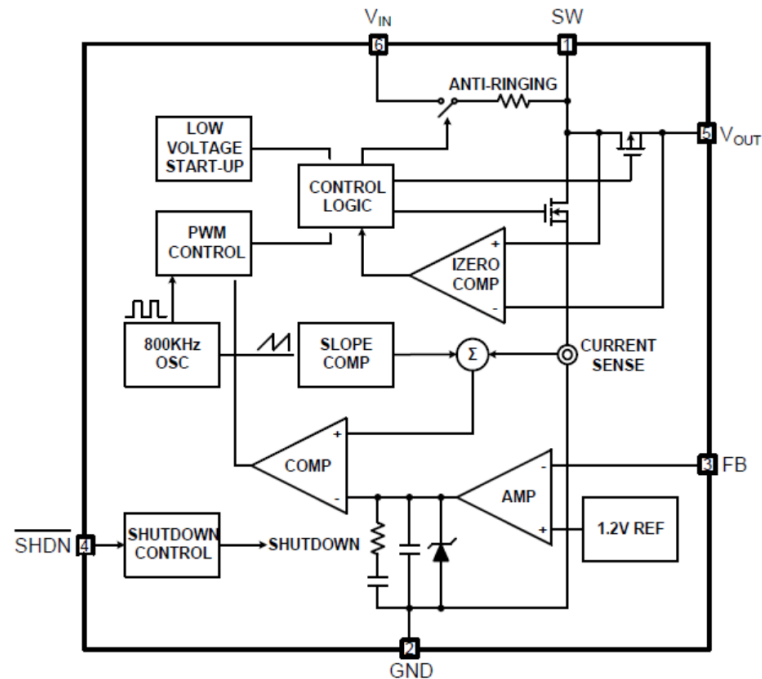 VIN
SW
6
1
ANTI-RINGING
LOW
VOLTAGE
START-UP
5
VOUT
CONTROL
LOGIC
PWM
CONTROL
+
IZERO
COMP
-
800KHz
OSC
SLOPE
COMP
Σ
CURRENT
SENSE
+
COMP
-
-
AMP
+
3
FB
1.2V REF
SHDN
4
SHUTDOWN
CONTROL
SHUTDOWN
2
GND